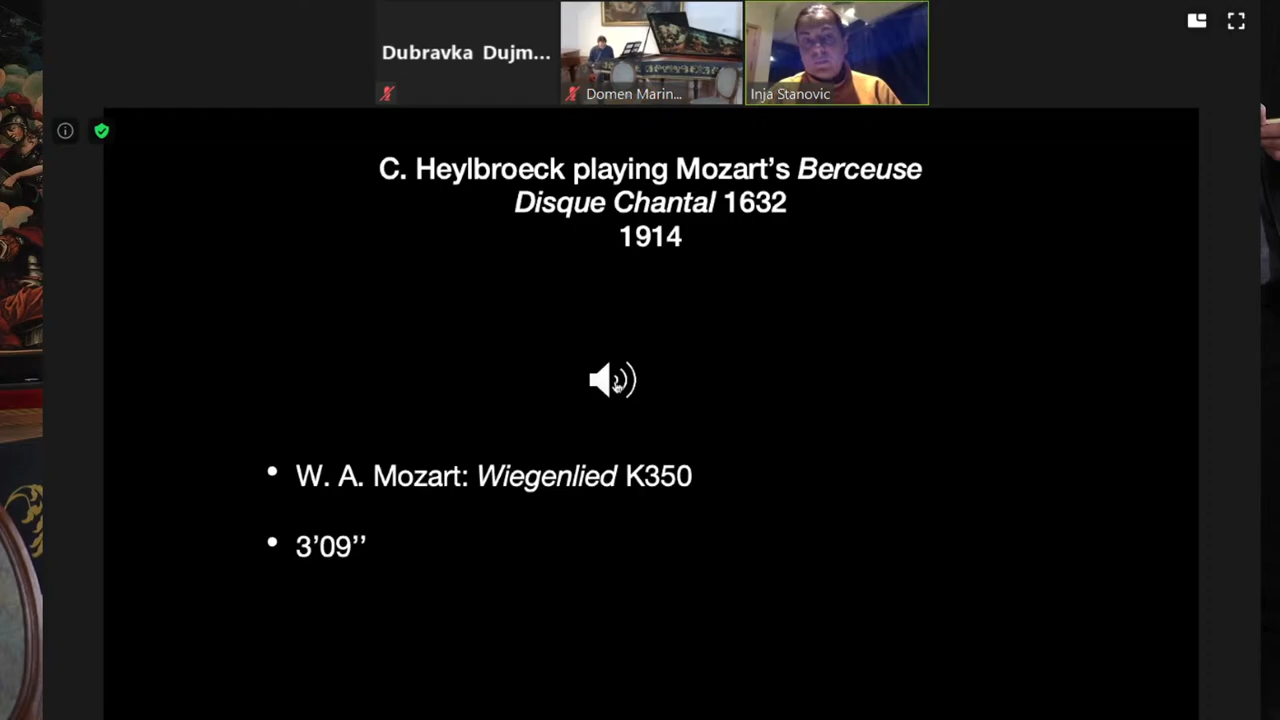 Dubravka Dujm...
Domen Marin...
Inja Stanovic
C. Heylbroeck playing Mozart’s Berceuse
Disque Chantal 1632
1914
• W. A. Mozart: Wiegenlied K350
• 3’09’’